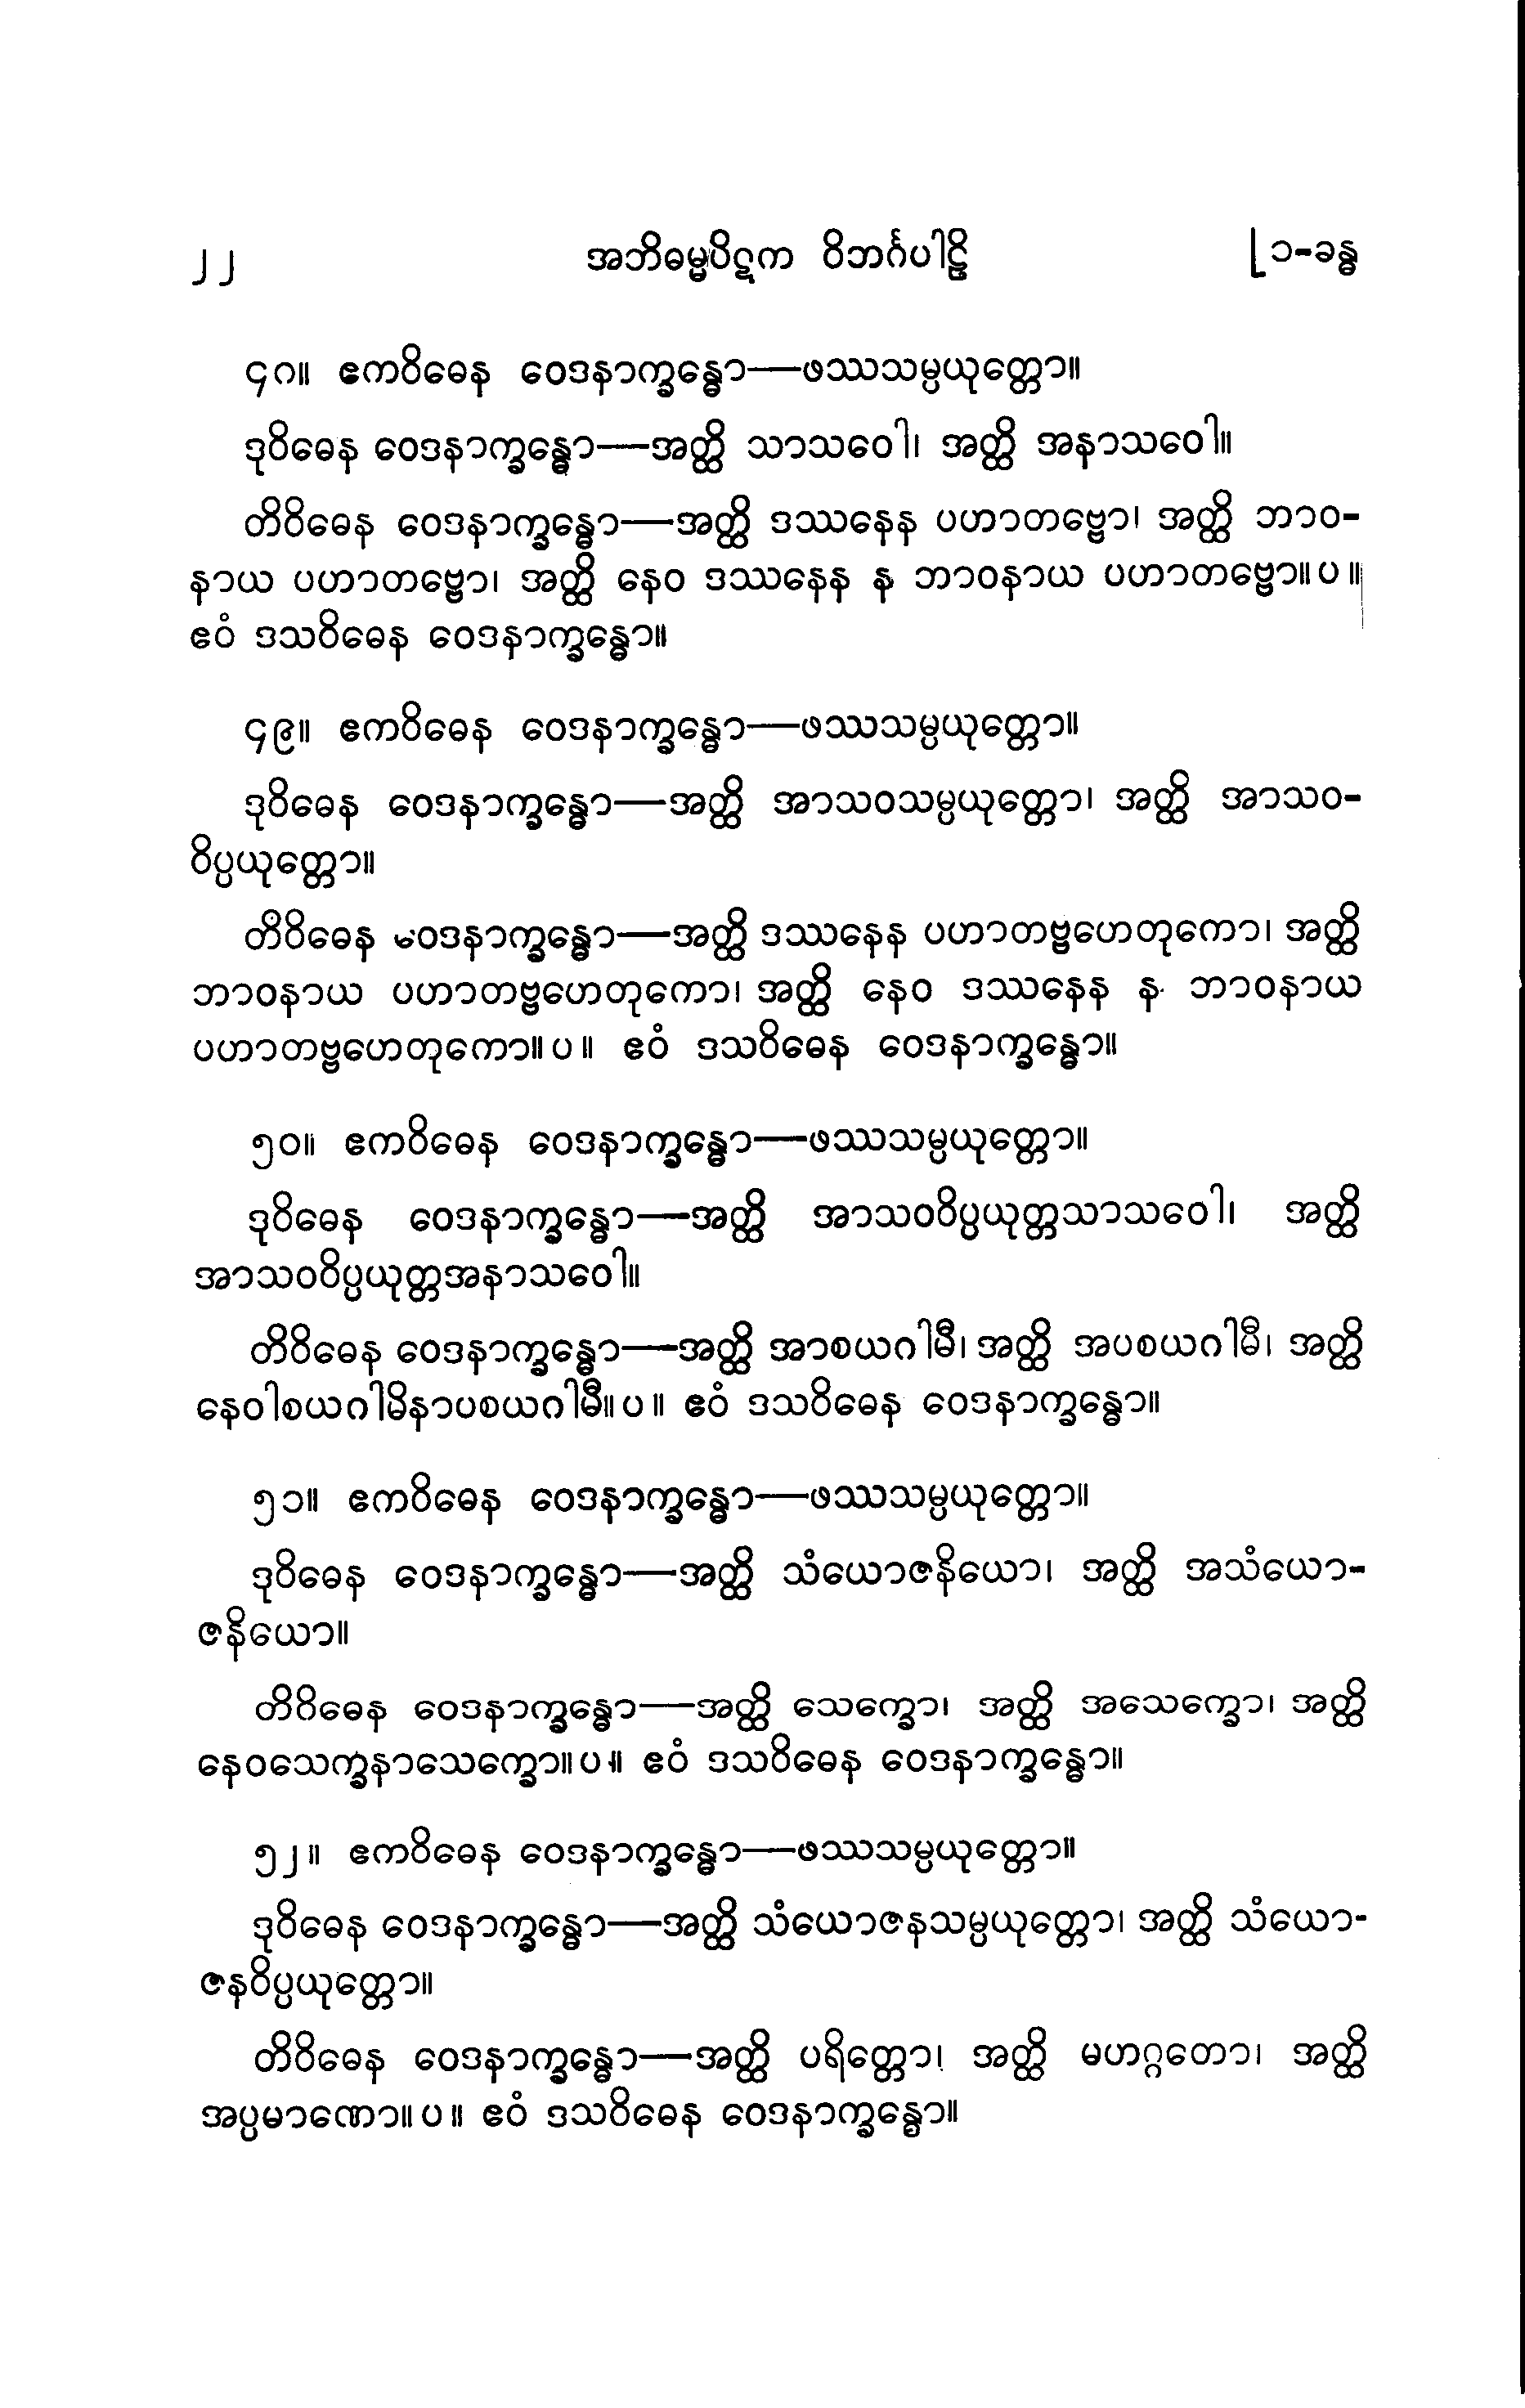 ၂၂ အဘိဓမ္မပိဋက ဝိဘင်္ဂပါဠိ [၁-ခန္ဓ
၄၈။ ဧကဝိဓေန ဝေဒနာက္ခန္ဓော—ဖဿသမ္ပယုတ္တော။
ဒုဝိဓေန ဝေဒနာက္ခန္ဓော—အတ္ထိ သာသဝေါ၊ အတ္ထိ အနာသဝေါ။
တိဝိဓေန ဝေဒနာက္ခန္ဓော—အတ္ထိ ဒဿနေန ပဟာတဗ္ဗော၊ အတ္ထိ ဘာဝ-
နာယ ပဟာတဗ္ဗော၊ အတ္ထိ နေဝ ဒဿနေန န ဘာဝနာယ ပဟာတဗ္ဗော။ပ။
ဧဝံ ဒသဝိဓေန ဝေဒနာက္ခန္ဓော။
၄၉။ ဧကဝိဓေန ဝေဒနာက္ခန္ဓော—ဖဿသမ္ပယုတ္တော။
ဒုဝိဓေန ဝေဒနာက္ခန္ဓော—အတ္ထိ အာသဝသမ္ပယုတ္တော၊ အတ္ထိ အာသဝ-
ဝိပ္ပယုတ္တော။
တိဝိဓေန ဝေဒနာက္ခန္ဓော—အတ္ထိ ဒဿနေန ပဟာတဗ္ဗဟေတုကော၊ အတ္ထိ
ဘာဝနာယ ပဟာတဗ္ဗဟေတုကော၊ အတ္ထိ နေဝ ဒဿနေန န ဘာဝနာယ
ပဟာတဗ္ဗဟေတုကော။ပ။ ဧဝံ ဒသဝိဓေန ဝေဒနာက္ခန္ဓော။
၅၀။ ဧကဝိဓေန ဝေဒနာက္ခန္ဓော—ဖဿသမ္ပယုတ္တော။
ဒုဝိဓေန ဝေဒနာက္ခန္ဓော—အတ္ထိ အာသဝဝိပ္ပယုတ္တသာသဝေါ၊ အတ္ထိ
အာသဝဝိပ္ပယုတ္တအနာသဝေါ။
တိဝိဓေန ဝေဒနာက္ခန္ဓော—အတ္ထိ အာစယဂါမီ၊ အတ္ထိ အပစယဂါမီ၊ အတ္ထိ
နေဝါစယဂါမိနာပစယဂါမီ။ပ။ ဧဝံ ဒသဝိဓေန ဝေဒနာက္ခန္ဓော။
၅၁။ ဧကဝိဓေန ဝေဒနာက္ခန္ဓော—ဖဿသမ္ပယုတ္တော။
ဒုဝိဓေန ဝေဒနာက္ခန္ဓော—အတ္ထိ သံယောဇနိယော၊ အတ္ထိ အသံယော-
ဇနိယော။
တိဝိဓေန ဝေဒနာက္ခန္ဓော—အတ္ထိ သေက္ခော၊ အတ္ထိ အသေက္ခော၊ အတ္ထိ
နေဝသေက္ခနာသေက္ခော။ပ။ ဧဝံ ဒသဝိဓေန ဝေဒနာက္ခန္ဓော။
၅၂။ ဧကဝိဓေန ဝေဒနာက္ခန္ဓော—ဖဿသမ္ပယုတ္တော။
ဒုဝိဓေန ဝေဒနာက္ခန္ဓော—အတ္ထိ သံယောဇနသမ္ပယုတ္တော၊ အတ္ထိ သံယော-
ဇနဝိပ္ပယုတ္တော။
တိဝိဓေန ဝေဒနာက္ခန္ဓော—အတ္ထိ ပရိတ္တော၊ အတ္ထိ မဟဂ္ဂတော၊ အတ္ထိ
အပ္ပမာဏော။ပ။ ဧဝံ ဒသဝိဓေန ဝေဒနာက္ခန္ဓော။